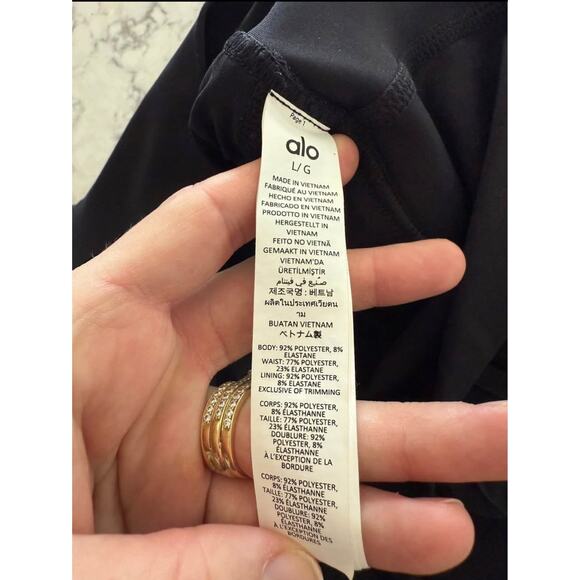 Page 1
alo
L/G
MADE IN VIETNAM
FABRIQUÉ AU VIETNAM
HECHO EN VIETNAM
FABRICADO EN VIETNAM
PRODOTTO IN VIETNAM
HERGESTELLT IN
VIETNAM
FEITO NO VIETNÃ
GEMAAKT IN VIETNAM
VIETNAM'DA
ÜRETİLMİŞTİR
صنع في فيتنام
제조국명 : 베트남
ผลิตในประเทศเวียดน
าม
BUATAN VIETNAM
ベトナム製
BODY: 92% POLYESTER, 8%
ELASTANE
WAIST: 77% POLYESTER,
23% ELASTANE
LINING: 92% POLYESTER,
8% ELASTANE
EXCLUSIVE OF TRIMMING
CORPS: 92% POLYESTER,
8% ÉLASTHANNE
TAILLE: 77% POLYESTER,
23% ÉLASTHANNE
DOUBLURE: 92%
POLYESTER, 8%
ÉLASTHANNE
À L'EXCEPTION DE LA
BORDURE
CORPS: 92% POLYESTER,
8% ÉLASTHANNE
TAILLE: 77% POLYESTER,
23% ÉLASTHANNE
DOUBLURE: 92%
POLYESTER, 8%
ÉLASTHANNE
À L'EXCEPTION DES
BORDURES